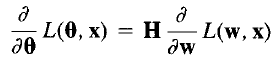 ∂/∂θ L(θ, x) = H ∂/∂w L(w, x)